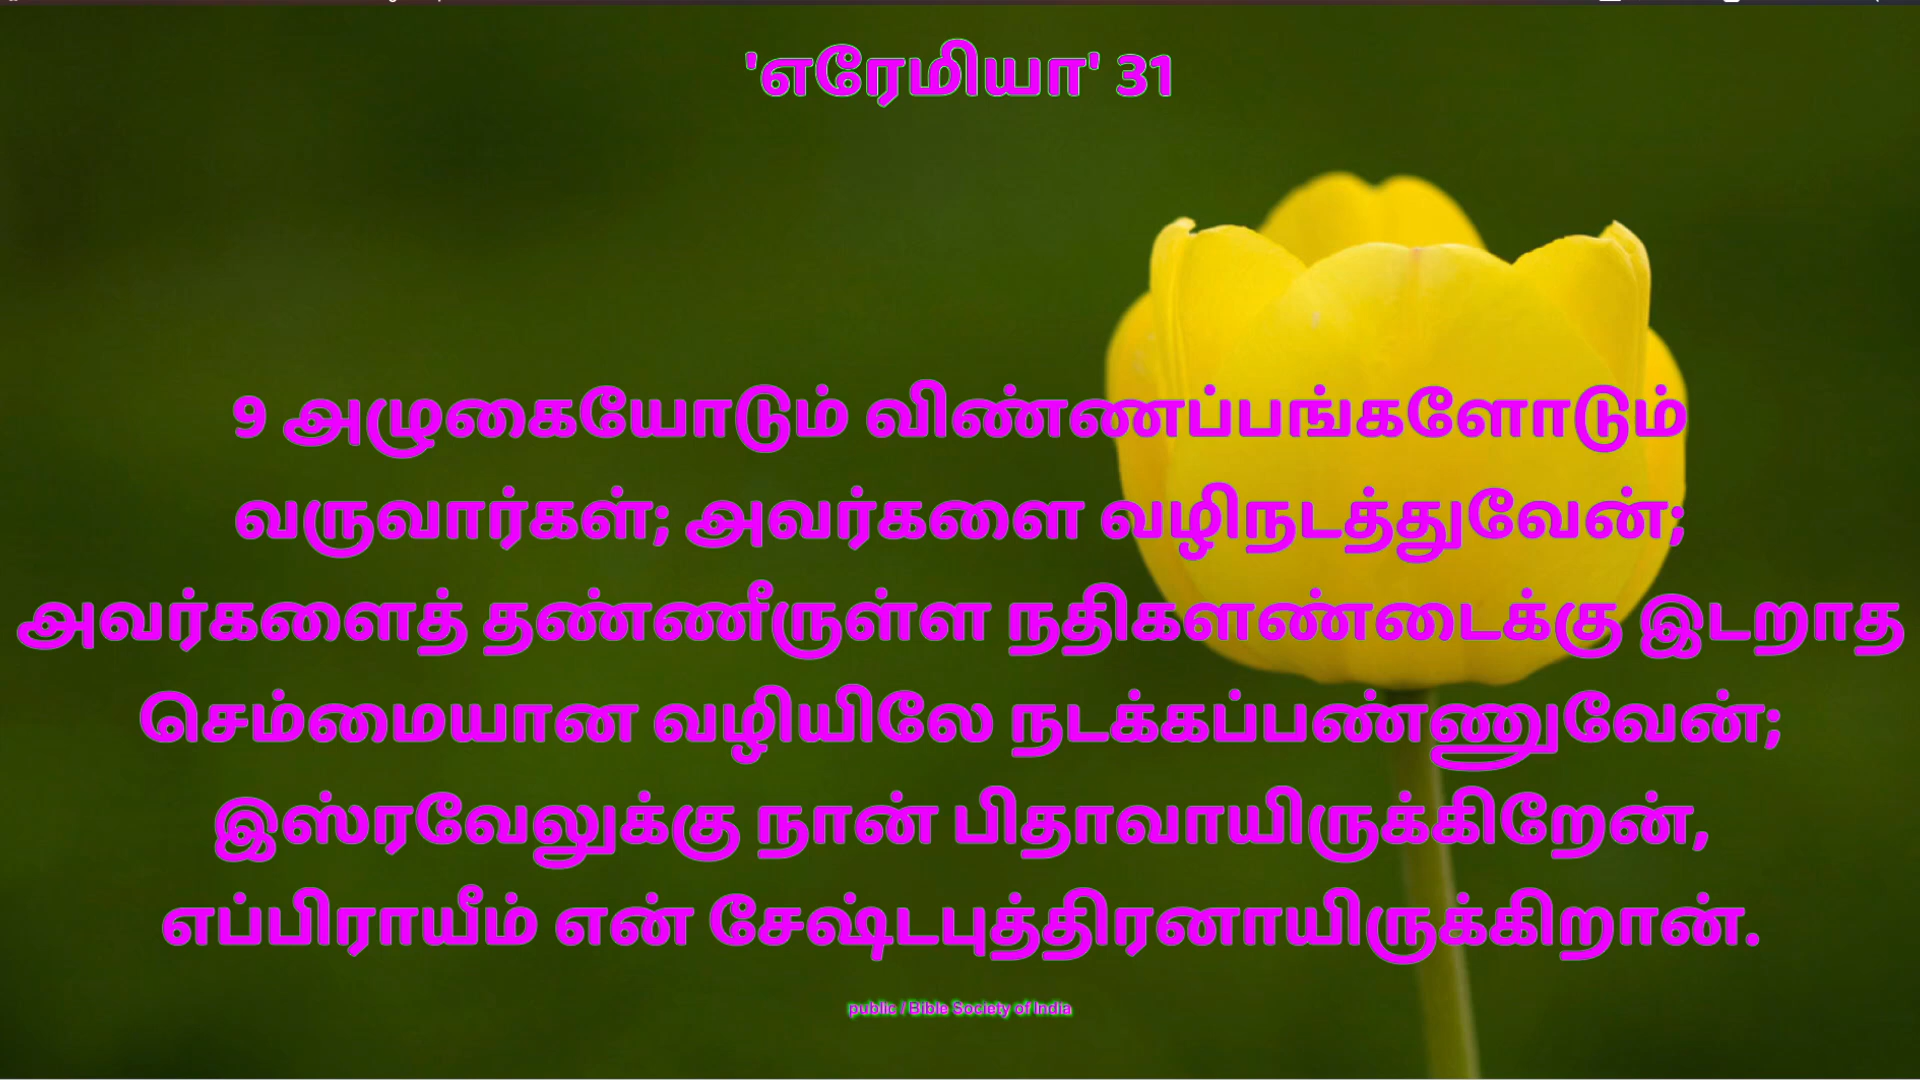 'எரேமியா' 31
9 அழுகையோடும் விண்ணப்பங்களோடும்
வருவார்கள்; அவர்களை வழிநடத்துவேன்;
அவர்களைத் தண்ணீருள்ள நதிகளண்டைக்கு இடறாத
செம்மையான வழியிலே நடக்கப்பண்ணுவேன்;
இஸ்ரவேலுக்கு நான் பிதாவாயிருக்கிறேன்,
எப்பிராயீம் என் சேஷ்டபுத்திரனாயிருக்கிறான்.
public / Bible Society of India